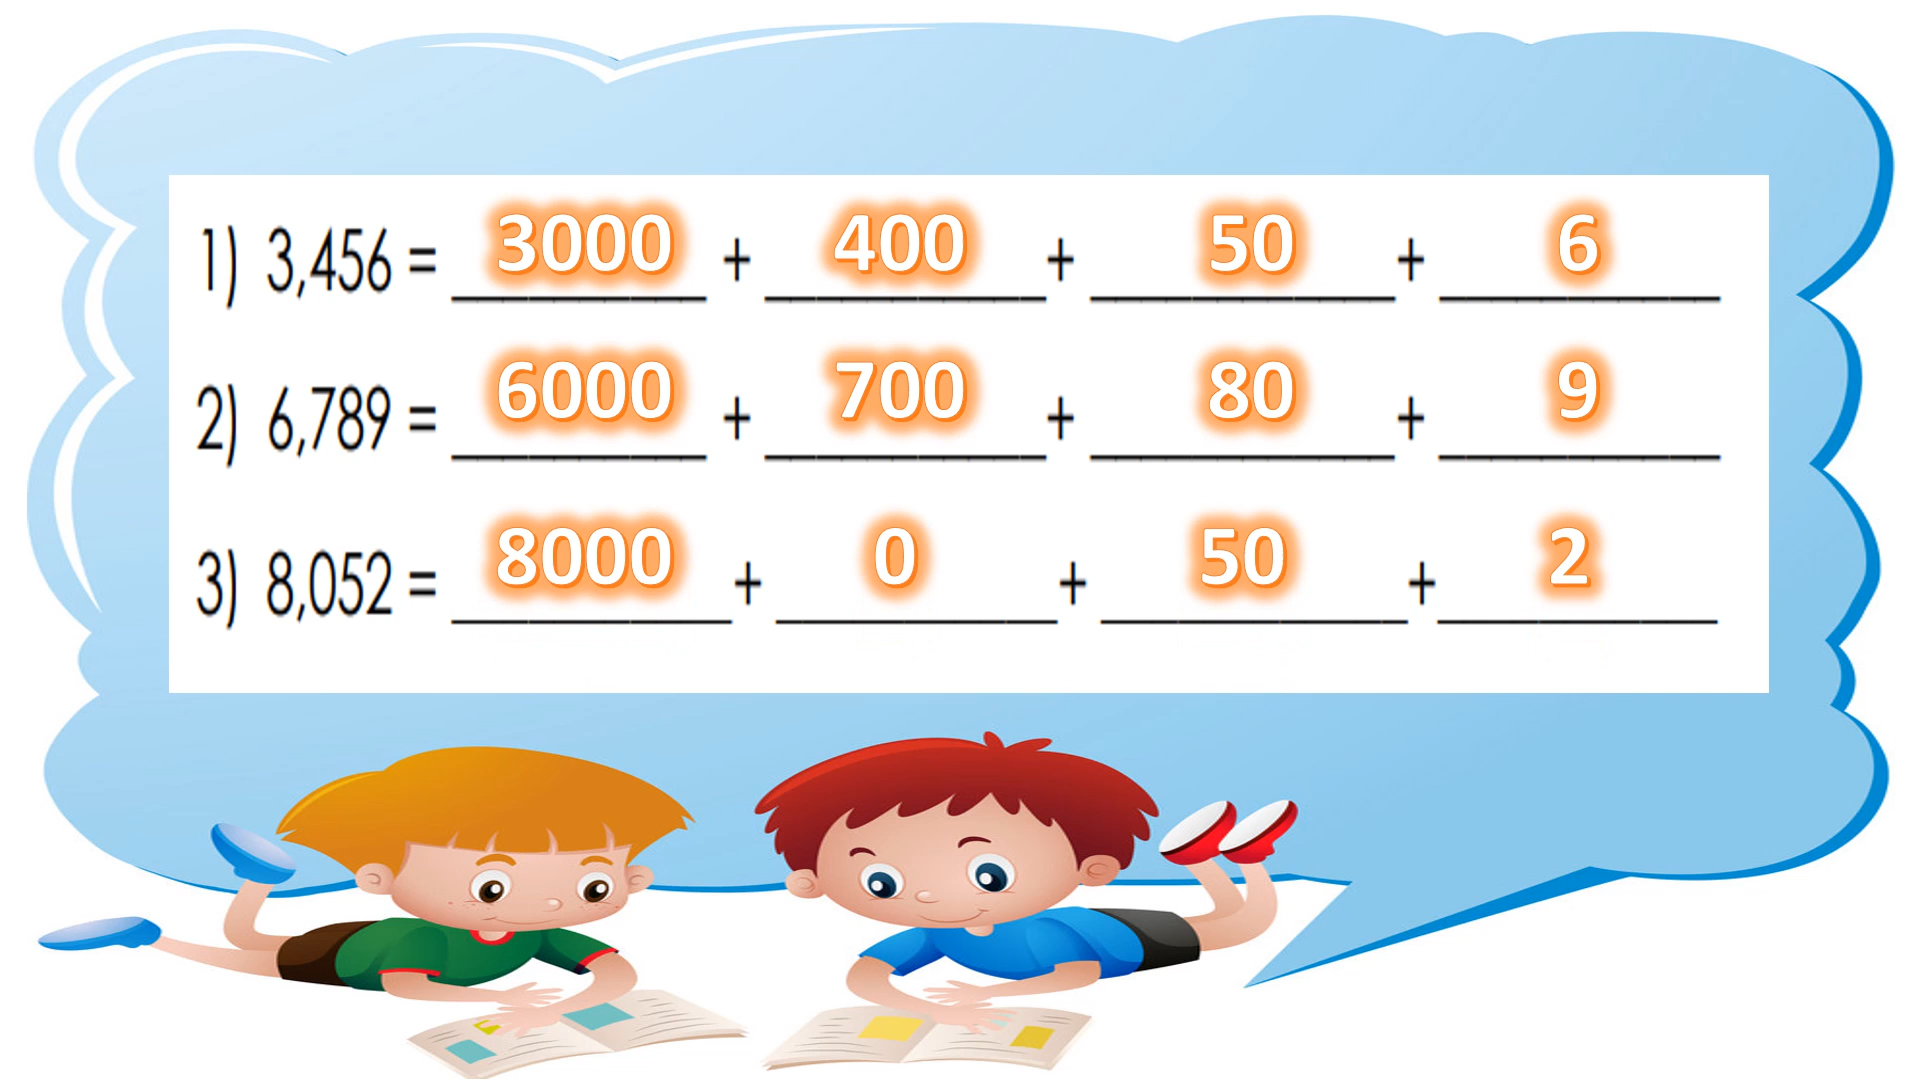 1) 3,456 = 3000 + 400 + 50 + 6
2) 6,789 = 6000 + 700 + 80 + 9
3) 8,052 = 8000 + 0 + 50 + 2